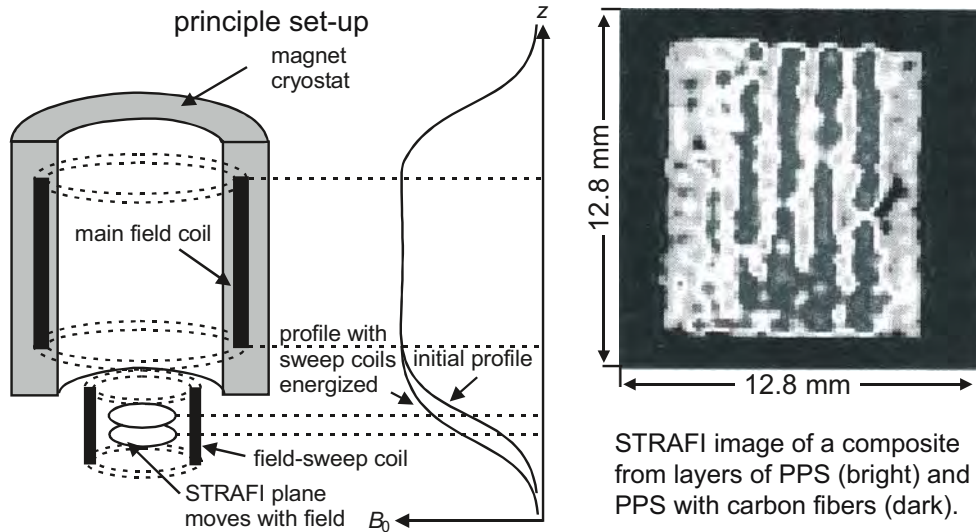 principle set-up
magnet
cryostat
main field coil
profile with
sweep coils
energized
initial profile
field-sweep coil
STRAFI plane
moves with field
B0
z
12.8 mm
12.8 mm
STRAFI image of a composite
from layers of PPS (bright) and
PPS with carbon fibers (dark).